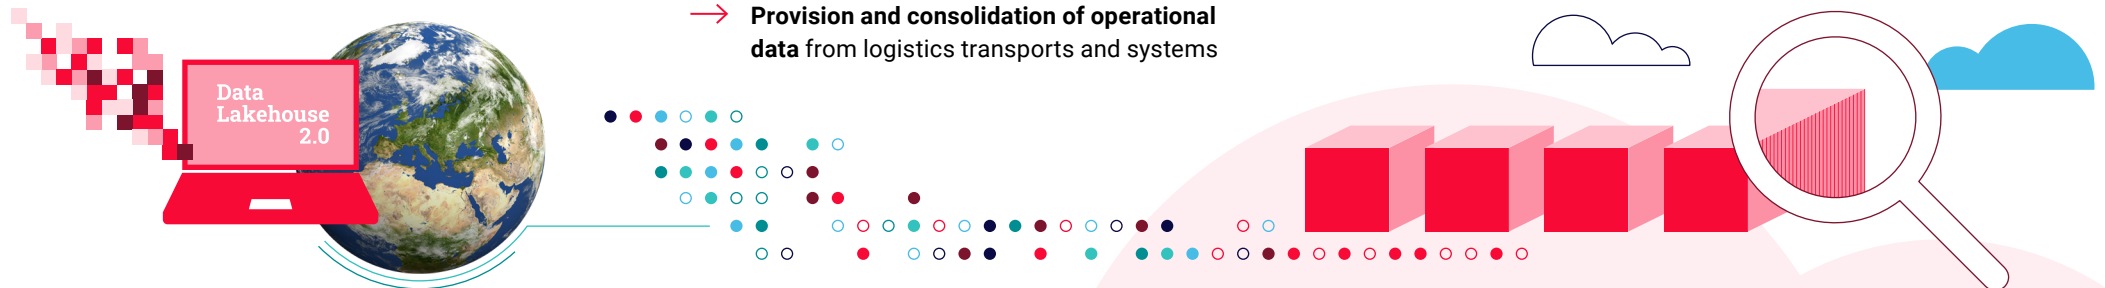 Provision and consolidation of operational
data from logistics transports and systems
Data
Lakehouse
2.0